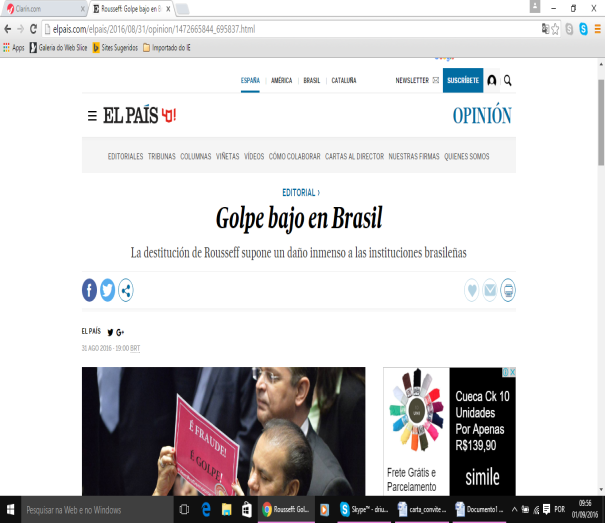 Clarin.com
Rousseff: Golpe bajo en B
elpais.com/elpais/2016/08/31/opinion/1472665844_695837.html
Apps Galeria do Web Slice Sites Sugeridos Importado do IE
ESPAÑA AMÉRICA BRASIL CATALUÑA NEWSLETTER SUSCRÍBETE
EL PAÍS 40! OPINIÓN
EDITORIALES TRIBUNAS COLUMNAS VIÑETAS VÍDEOS CÓMO COLABORAR CARTAS AL DIRECTOR NUESTRAS FIRMAS QUIENES SOMOS
EDITORIAL ›
Golpe bajo en Brasil
La destitución de Rousseff supone un daño inmenso a las instituciones brasileñas
EL PAÍS G+
31 AGO 2016 - 19:00 BRT
É FRAUDE!
É GOLPE!
Cueca Ck 10
Unidades
Por Apenas
R$139,90
Frete Grátis e
Parcelamento
simile
Pesquisar na Web e no Windows
Rousseff: Gol...
Skype™ - driu...
carta_convite...
Documento1 ...
POR
09:56
01/09/2016